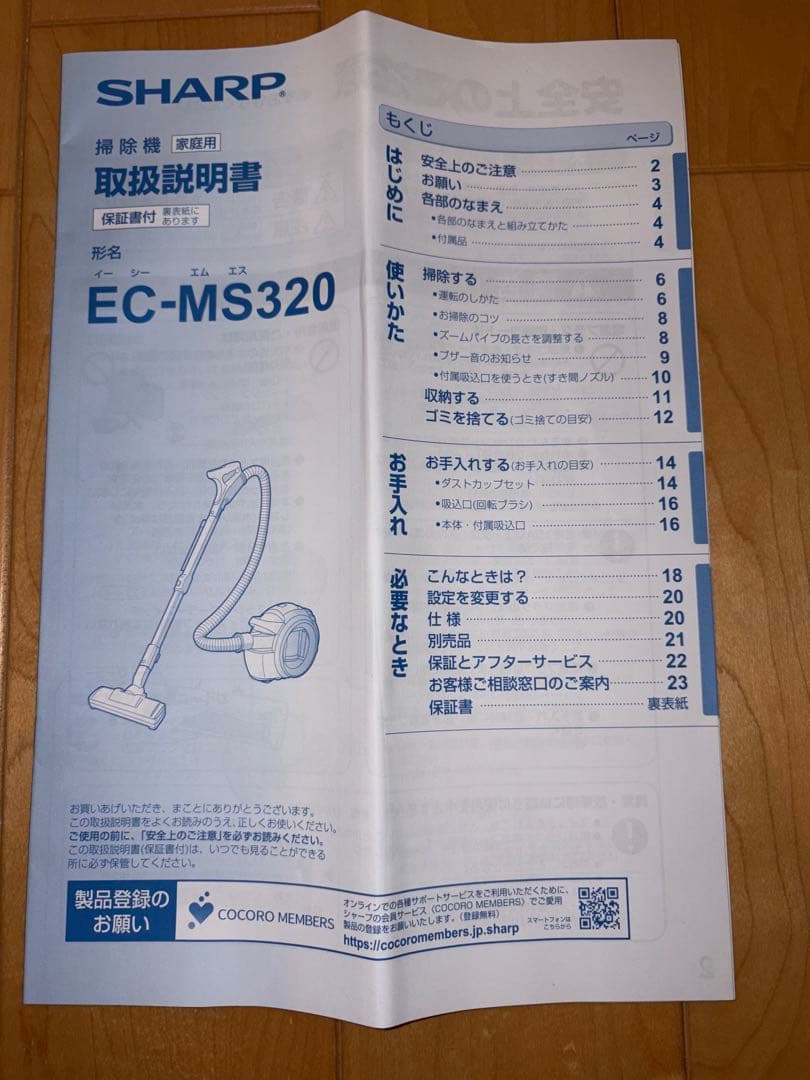 SHARP®
掃除機 家庭用
取扱説明書
保証書付 裏表紙に
あります
形名
イー シー エム エス
EC-MS320
もくじ
ページ
はじめに
安全上のご注意 2
お願い 3
各部のなまえ 4
•各部のなまえと組み立てかた 4
•付属品 4
使いかた
掃除する 6
•運転のしかた 6
•お掃除のコツ 8
•ズームパイプの長さを調整する 8
•ブザー音のお知らせ 9
•付属吸込口を使うとき(すき間ノズル) 10
収納する 11
ゴミを捨てる(ゴミ捨ての目安) 12
お手入れ
お手入れする(お手入れの目安) 14
•ダストカップセット 14
•吸込口(回転ブラシ) 16
•本体・付属吸込口 16
必要なとき
こんなときは? 18
設定を変更する 20
仕様 20
別売品 21
保証とアフターサービス 22
お客様ご相談窓口のご案内 23
保証書 裏表紙
お買いあげいただき、まことにありがとうございます。
この取扱説明書をよくお読みのうえ、正しくお使いください。
ご使用の前に、「安全上のご注意」を必ずお読みください。
この取扱説明書(保証書付)は、いつでも見ることができる
所に必ず保管してください。
製品登録の
お願い
COCORO MEMBERS
オンラインでの各種サポートサービスをご利用いただくために、
シャープの会員サービス（COCORO MEMBERS）でご愛用
製品の登録をお願いいたします。（登録無料）
https://cocoromembers.jp.sharp
スマートフォンは
こちらから